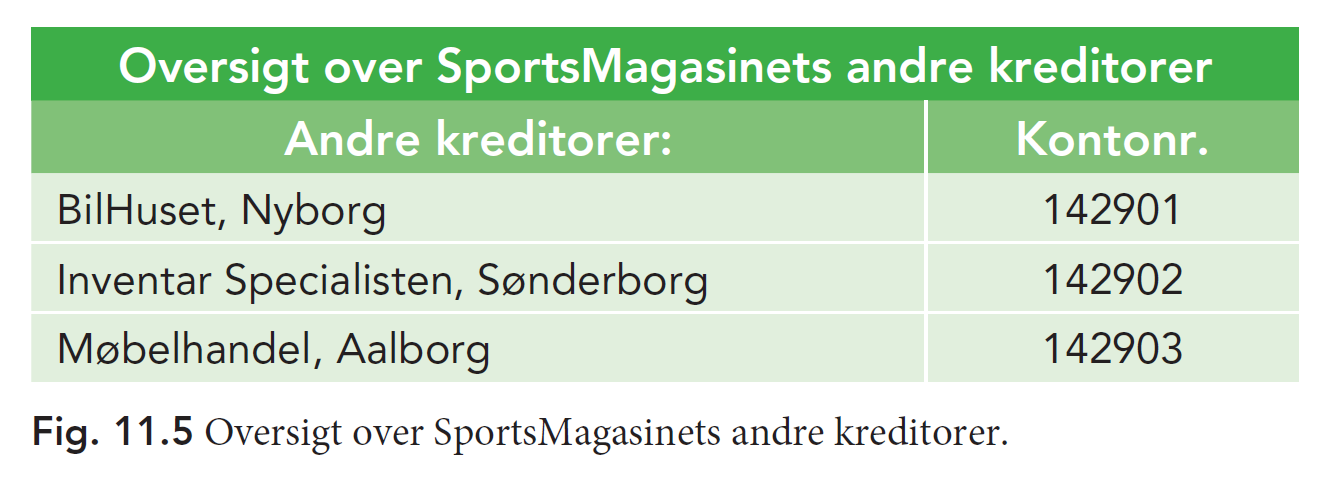 Oversigt over SportsMagasinets andre kreditorer
Andre kreditorer: Kontonr.
BilHuset, Nyborg 142901
Inventar Specialisten, Sønderborg 142902
Møbelhandel, Aalborg 142903
Fig. 11.5 Oversigt over SportsMagasinets andre kreditorer.